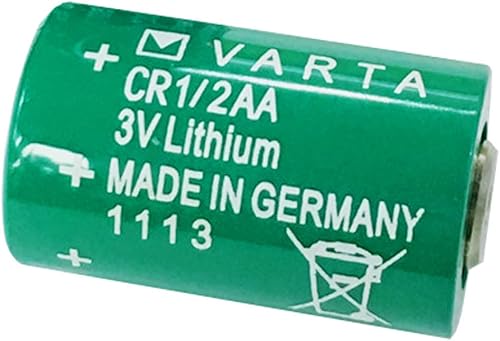 VARTA
+ CR1/2AA
3V Lithium
+ MADE IN GERMANY
1113
+